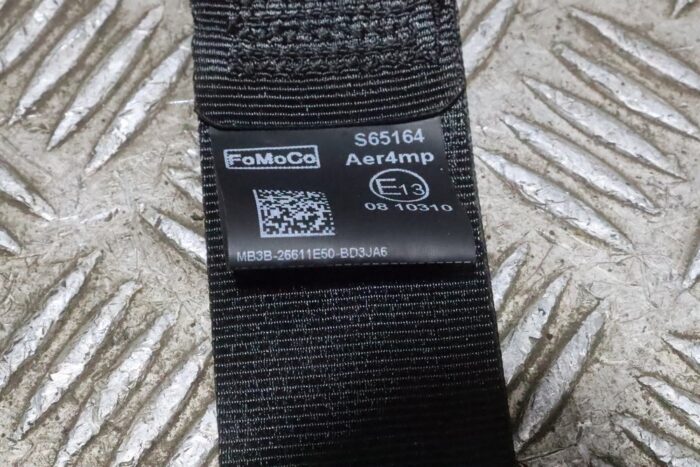 S65164
FoMoCo Aer4mp
E13
08 10310
MB3B-26611E50-BD3JA6